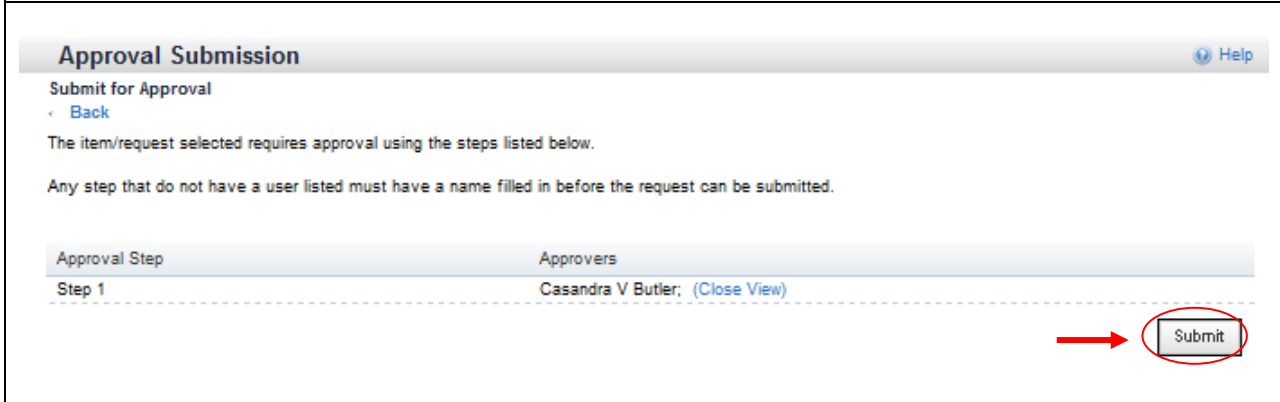 Approval Submission
Help
Submit for Approval
‹ Back
The item/request selected requires approval using the steps listed below.
Any step that do not have a user listed must have a name filled in before the request can be submitted.
Approval Step Approvers
Step 1 Casandra V Butler; (Close View)
Submit